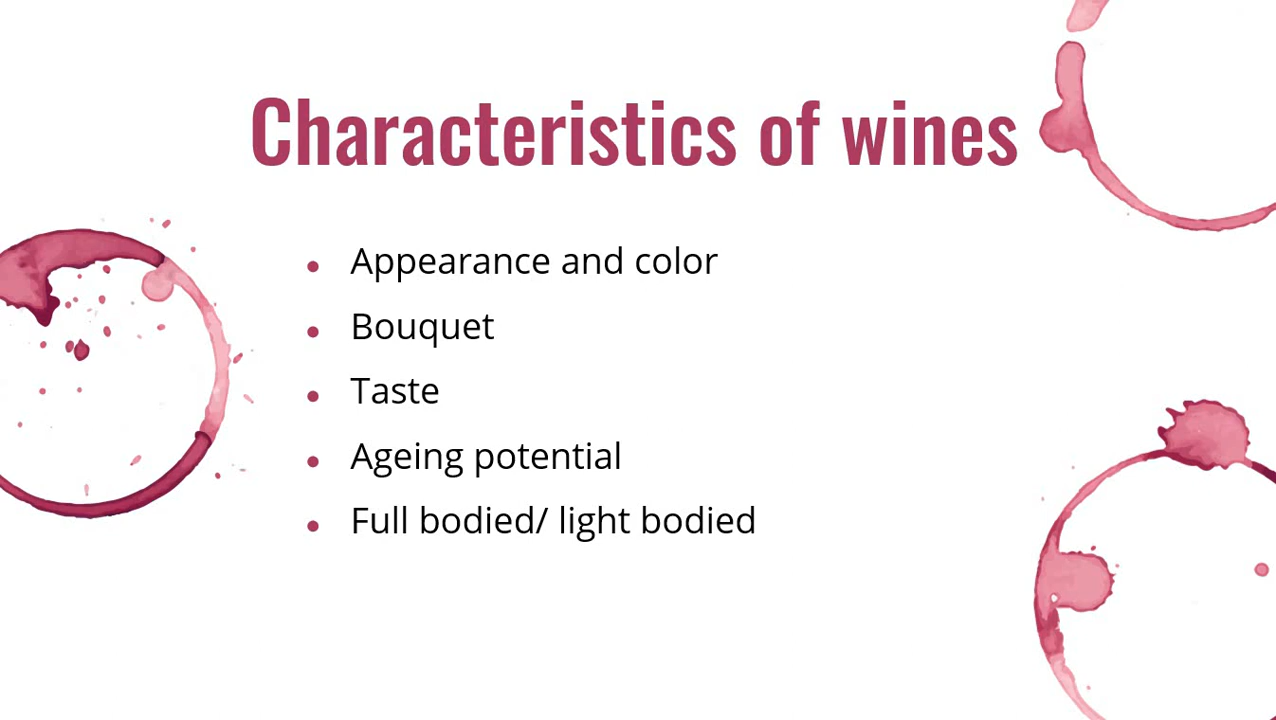 Characteristics of wines
Appearance and color
Bouquet
Taste
Ageing potential
Full bodied/ light bodied